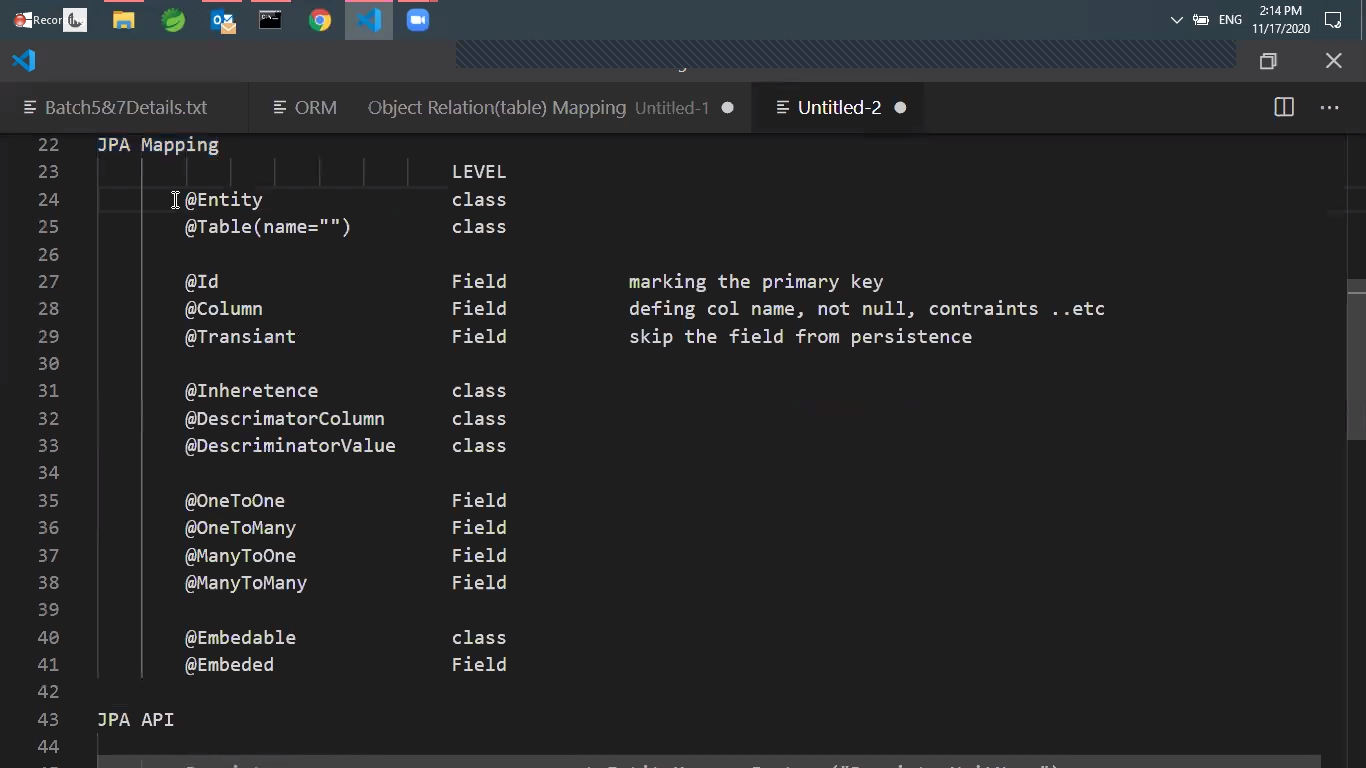 Recor
ENG
2:14 PM
11/17/2020
Batch5&7Details.txt
ORM
Object Relation(table) Mapping Untitled-1
Untitled-2
22 JPA Mapping
23 LEVEL
24 @Entity class
25 @Table(name="") class
26
27 @Id Field marking the primary key
28 @Column Field defing col name, not null, contraints ..etc
29 @Transiant Field skip the field from persistence
30
31 @Inheretence class
32 @DescrimatorColumn class
33 @DescriminatorValue class
34
35 @OneToOne Field
36 @OneToMany Field
37 @ManyToOne Field
38 @ManyToMany Field
39
40 @Embedable class
41 @Embeded Field
42
43 JPA API
44